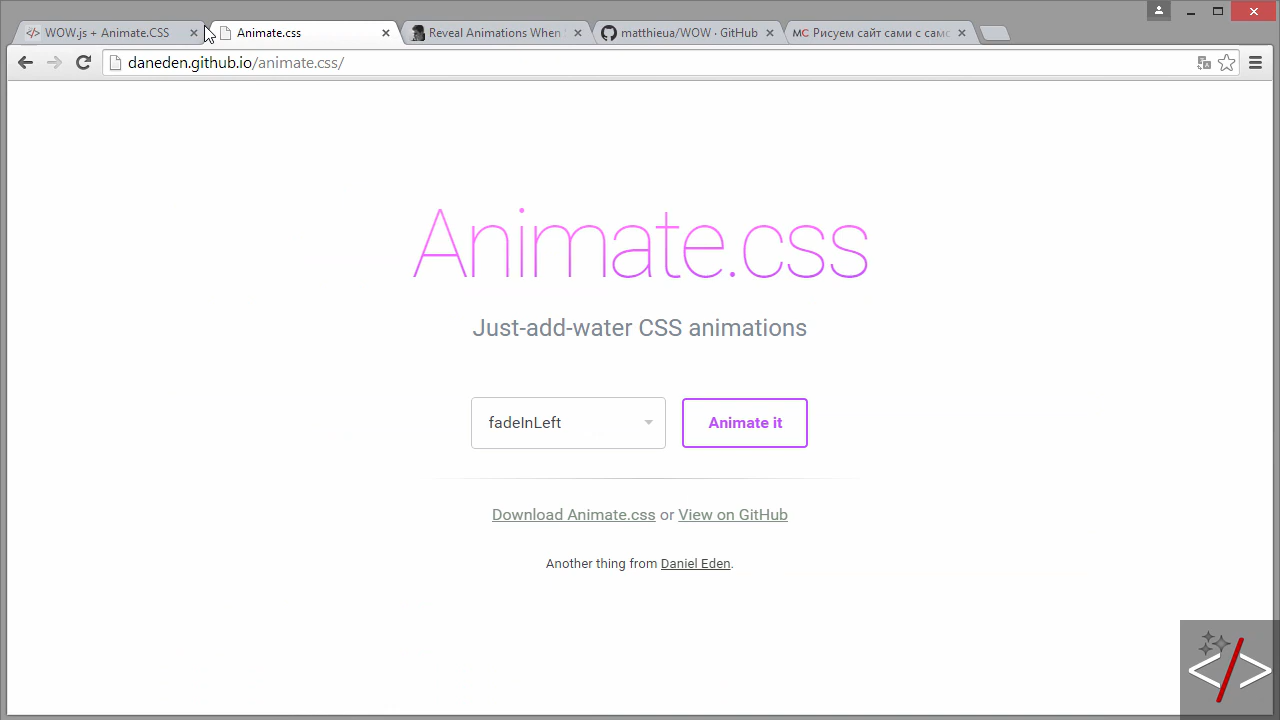 WOW.js + Animate.CSS
Animate.css
Reveal Animations When
matthieua/WOW · GitHub
MC Рисуем сайт сами с самс
daneden.github.io/animate.css/
Animate.css
Just-add-water CSS animations
fadeInLeft
Animate it
Download Animate.css or View on GitHub
Another thing from Daniel Eden.